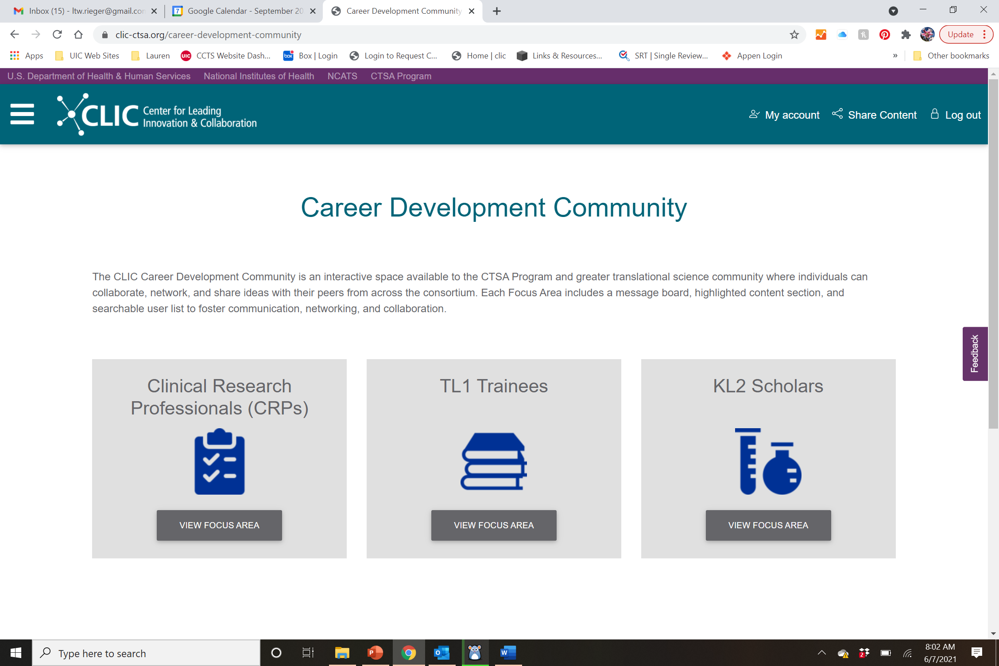 Inbox (15) - ltw.rieger@gmail.con
Google Calendar - September 20
Career Development Community
clic-ctsa.org/career-development-community
Update
Apps
UIC Web Sites
Lauren
UIC
CCTS Website Dash...
box
Box | Login
Login to Request C...
Home | clic
Links & Resources...
SRT | Single Review...
Appen Login
»
Other bookmarks
U.S. Department of Health & Human Services
National Institutes of Health
NCATS
CTSA Program
CLIC Center for Leading
Innovation & Collaboration
My account
Share Content
Log out
Career Development Community
The CLIC Career Development Community is an interactive space available to the CTSA Program and greater translational science community where individuals can
collaborate, network, and share ideas with their peers from across the consortium. Each Focus Area includes a message board, highlighted content section, and
searchable user list to foster communication, networking, and collaboration.
Feedback
Clinical Research
Professionals (CRPs)
VIEW FOCUS AREA
TL1 Trainees
VIEW FOCUS AREA
KL2 Scholars
VIEW FOCUS AREA
Type here to search
8:02 AM
6/7/2021